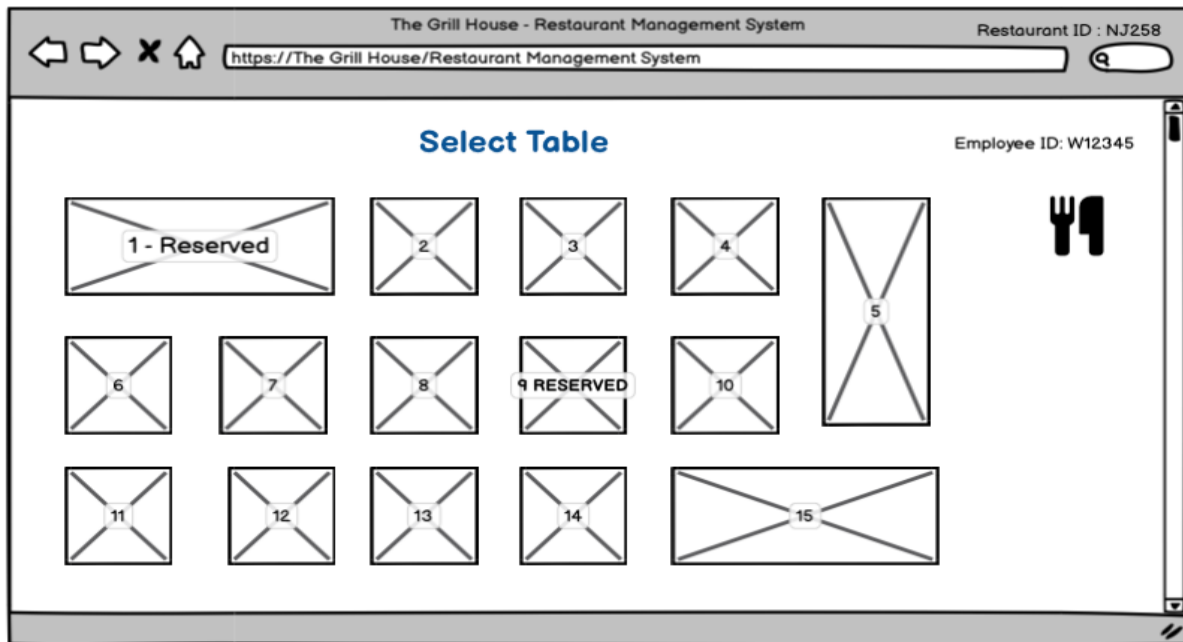 The Grill House - Restaurant Management System
Restaurant ID : NJ258
https://The Grill House/Restaurant Management System
Select Table
Employee ID: W12345
1 - Reserved
2
3
4
5
6
7
8
9 RESERVED
10
11
12
13
14
15